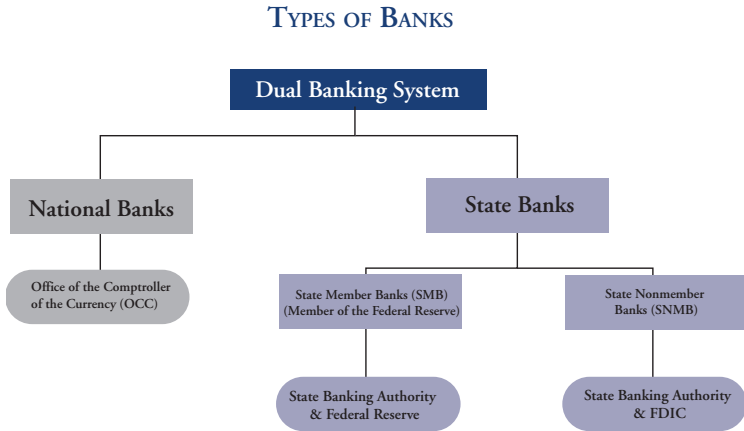 TYPES OF BANKS
Dual Banking System
National Banks
State Banks
Office of the Comptroller
of the Currency (OCC)
State Member Banks (SMB)
(Member of the Federal Reserve)
State Nonmember
Banks (SNMB)
State Banking Authority
& Federal Reserve
State Banking Authority
& FDIC